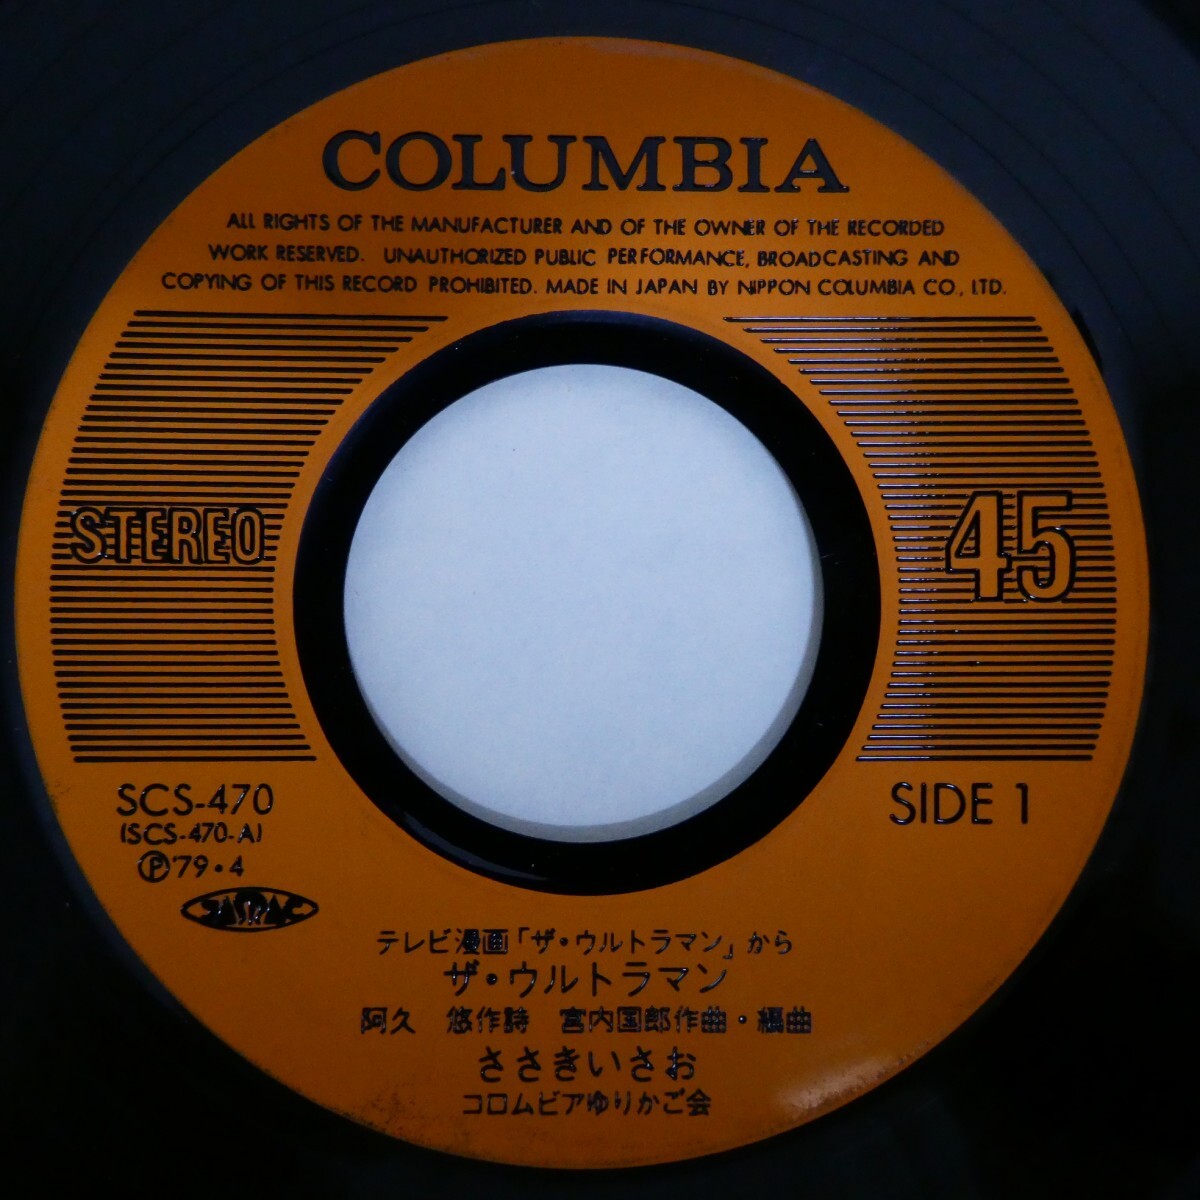 COLUMBIA
ALL RIGHTS OF THE MANUFACTURER AND OF THE OWNER OF THE RECORDED
WORK RESERVED. UNAUTHORIZED PUBLIC PERFORMANCE, BROADCASTING AND
COPYING OF THIS RECORD PROHIBITED. MADE IN JAPAN BY NIPPON COLUMBIA CO., LTD.
STEREO
45
SCS-470
(SCS-470-A)
Ⓟ'79・4
JASRAC
SIDE 1
テレビ漫画「ザ・ウルトラマン」から
ザ・ウルトラマン
阿久 悠作詩 宮内国郎作曲・編曲
ささきいさお
コロムビアゆりかご会